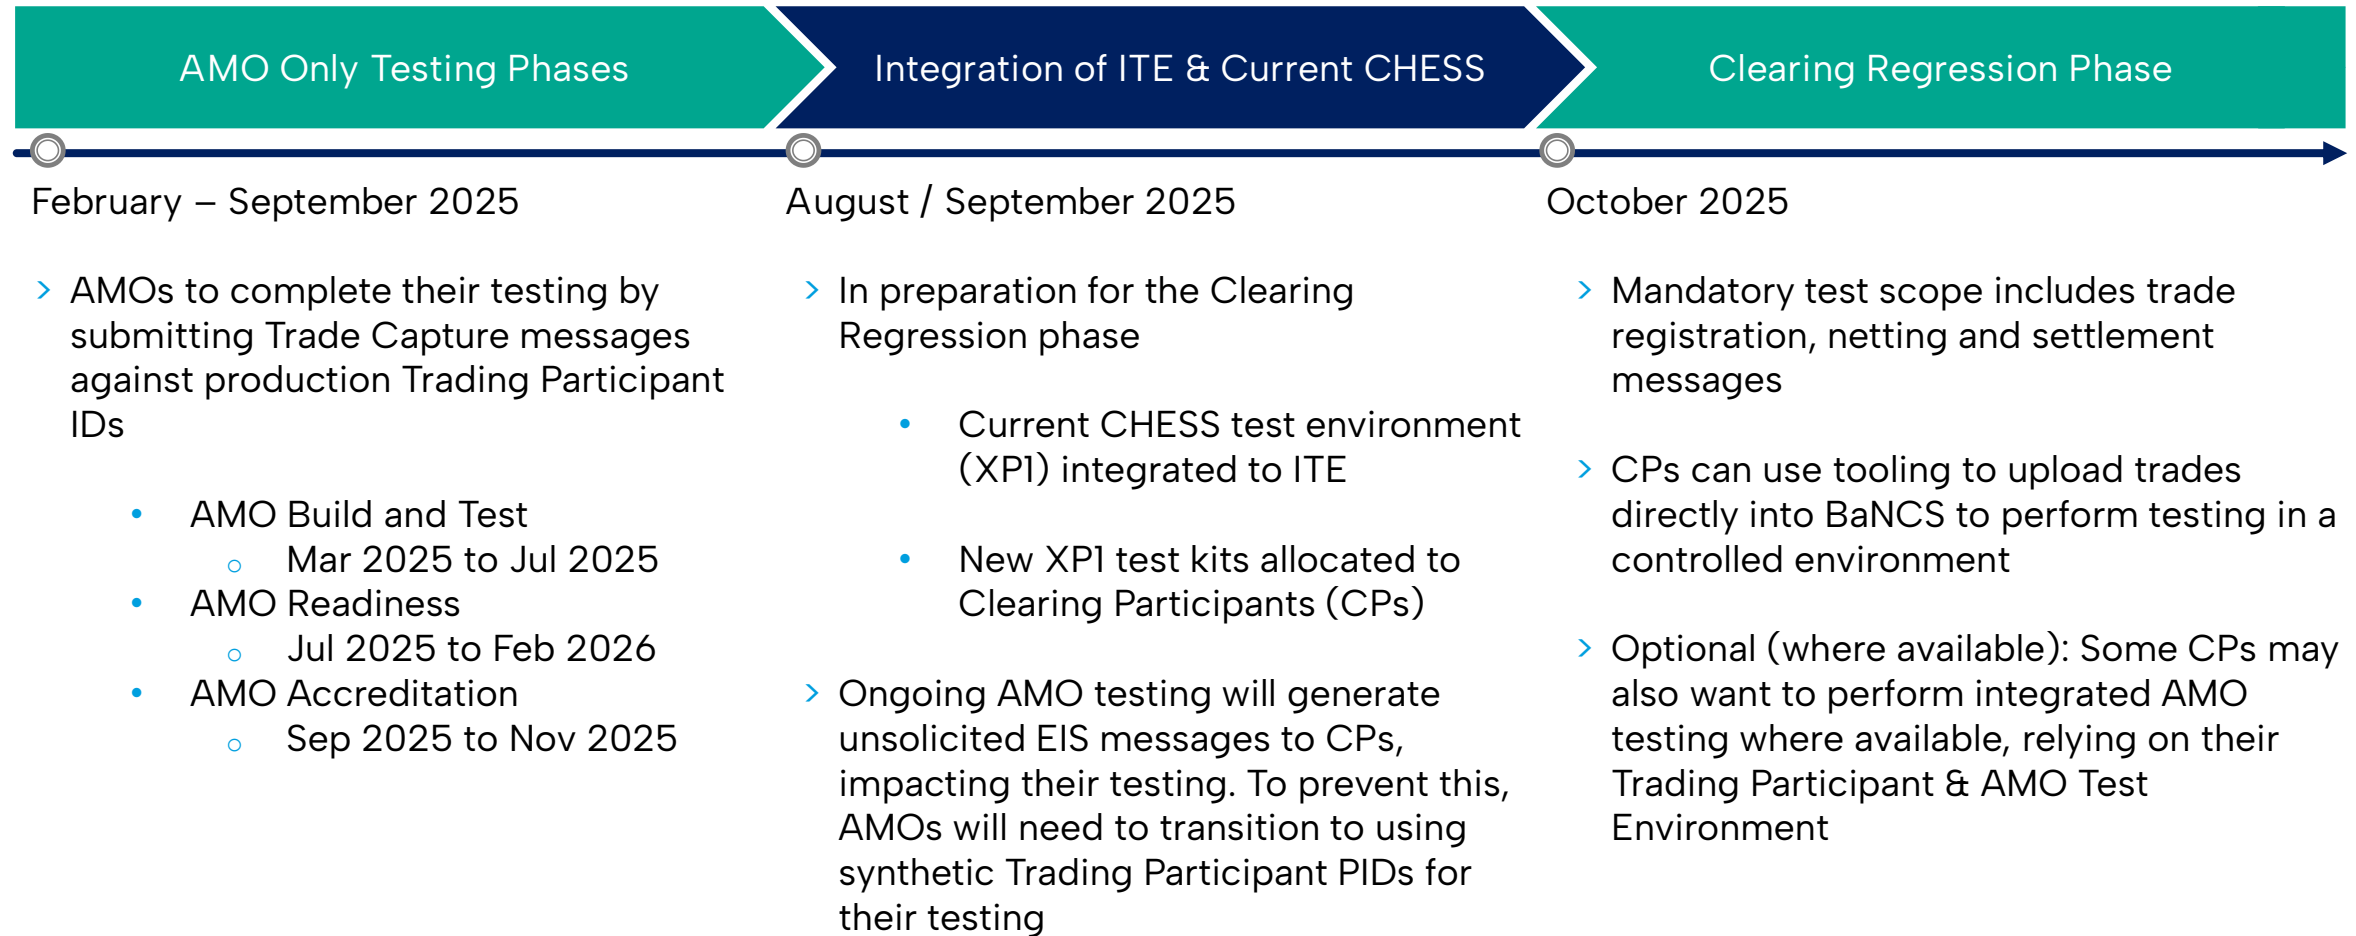 AMO Only Testing Phases
Integration of ITE & Current CHESS
Clearing Regression Phase
February – September 2025
> AMOs to complete their testing by
submitting Trade Capture messages
against production Trading Participant
IDs
• AMO Build and Test
o Mar 2025 to Jul 2025
• AMO Readiness
o Jul 2025 to Feb 2026
• AMO Accreditation
o Sep 2025 to Nov 2025
August / September 2025
> In preparation for the Clearing
Regression phase
• Current CHESS test environment
(XP1) integrated to ITE
• New XP1 test kits allocated to
Clearing Participants (CPs)
> Ongoing AMO testing will generate
unsolicited EIS messages to CPs,
impacting their testing. To prevent this,
AMOs will need to transition to using
synthetic Trading Participant PIDs for
their testing
October 2025
> Mandatory test scope includes trade
registration, netting and settlement
messages
> CPs can use tooling to upload trades
directly into BaNCS to perform testing in a
controlled environment
> Optional (where available): Some CPs may
also want to perform integrated AMO
testing where available, relying on their
Trading Participant & AMO Test
Environment